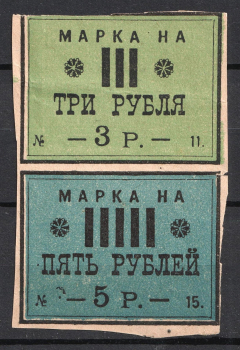 МАРКА НА
ТРИ РУБЛЯ
№ — 3 Р. — 11.
МАРКА НА
ПЯТЬ РУБЛЕЙ
№ — 5 Р. — 15.